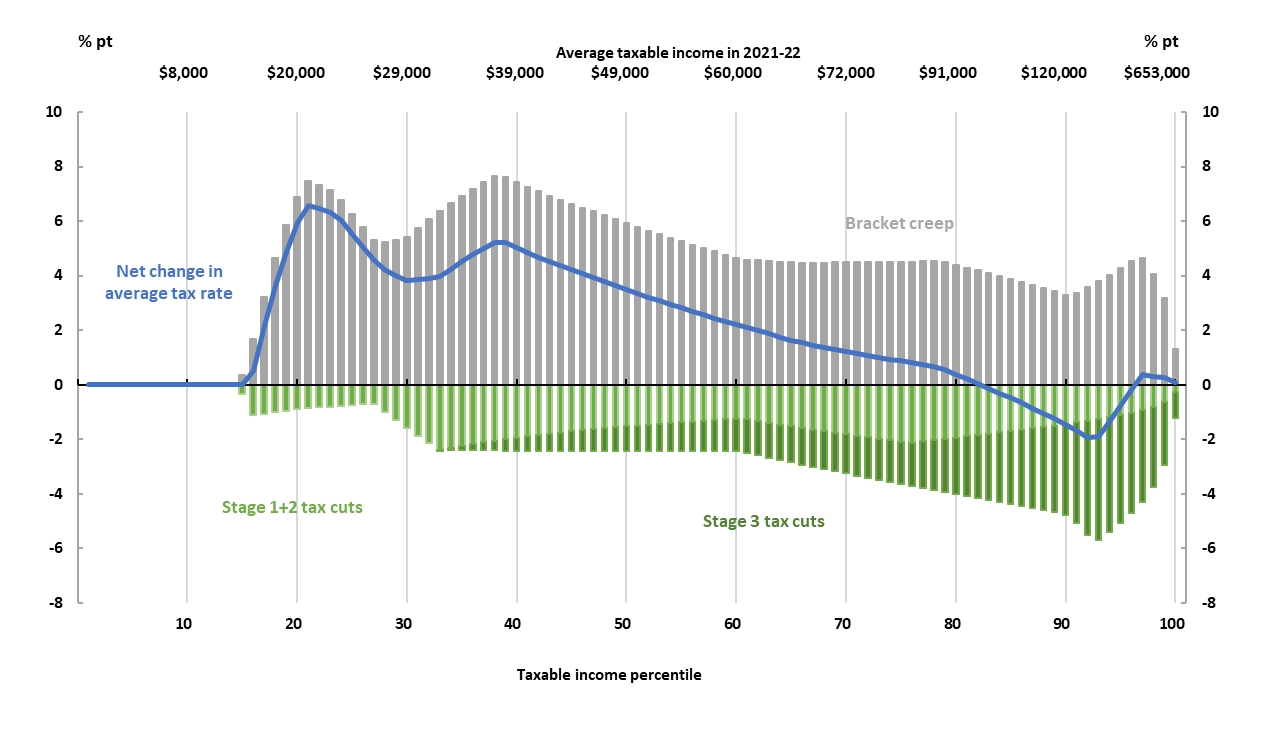 % pt % pt
Average taxable income in 2021-22
$8,000 $20,000 $29,000 $39,000 $49,000 $60,000 $72,000 $91,000 $120,000 $653,000
10 10
8 8
6 6
Bracket creep
Net change in
average tax rate
4 4
2 2
0 0
-2 -2
-4 -4
Stage 1+2 tax cuts
Stage 3 tax cuts
-6 -6
-8 -8
10 20 30 40 50 60 70 80 90 100
Taxable income percentile